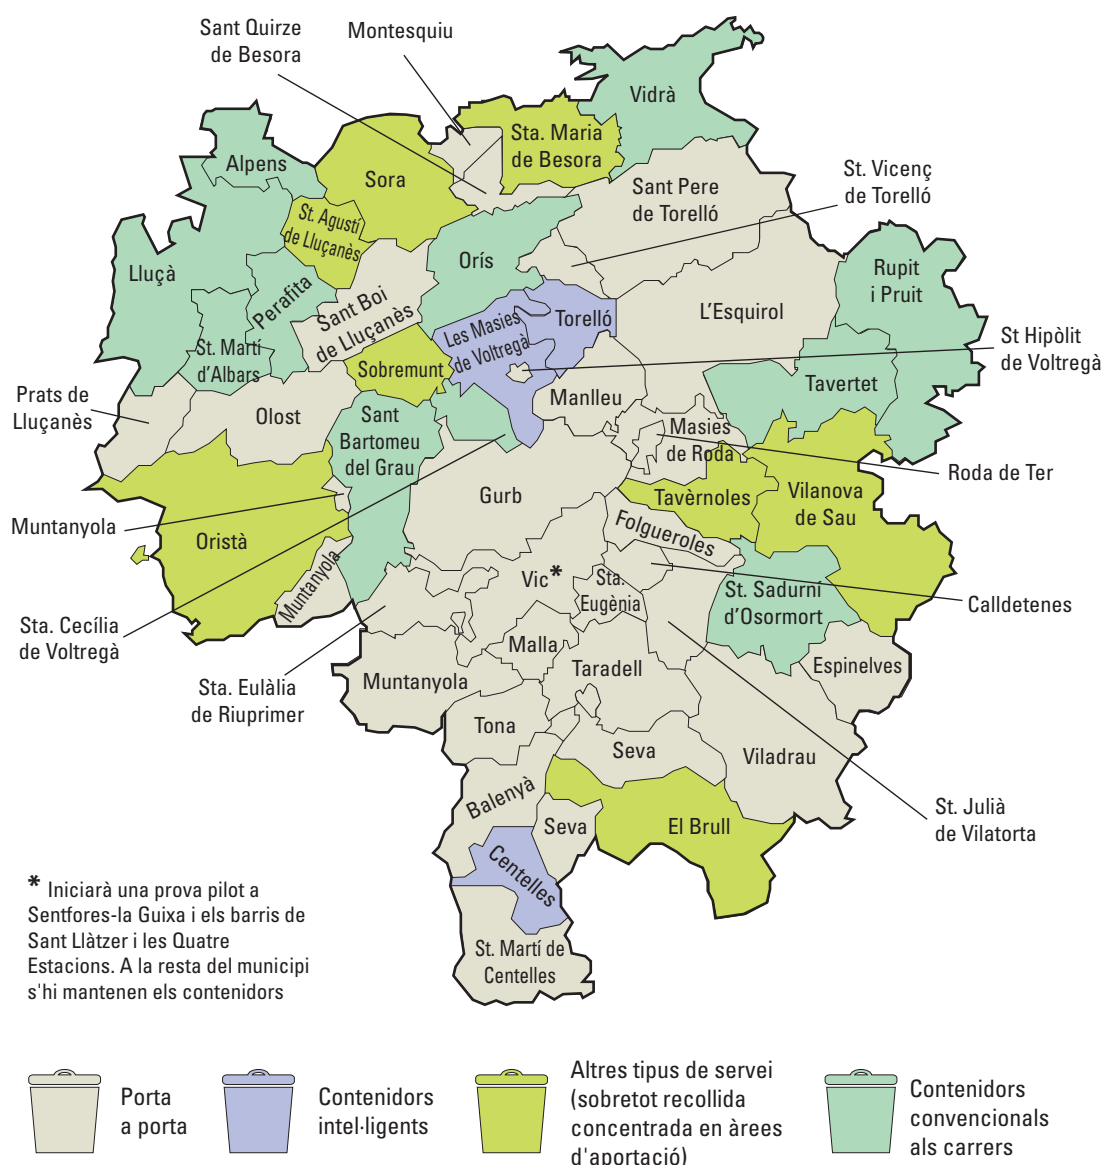 Sant Quirze
de Besora
Montesquiu
Vidrà
Sta. Maria
de Besora
Alpens
Sora
Sant Pere
de Torelló
St. Vicenç
de Torelló
St. Agustí
de Lluçanès
Lluçà
Orís
Rupit
i Pruit
Perafita
Sant Boi
de Lluçanès
L'Esquirol
Torelló
Les Masies
de Voltregà
St Hipòlit
de Voltregà
St. Martí
d'Albars
Sobremunt
Tavertet
Prats de
Lluçanès
Olost
Manlleu
Sant
Bartomeu
del Grau
Masies
de Roda
Roda de Ter
Gurb
Tavèrnoles
Vilanova
de Sau
Muntanyola
Oristà
Folgueroles
Muntanyola
Vic*
Sta.
Eugènia
St. Sadurní
d'Osormort
Calldetenes
Sta. Cecília
de Voltregà
Malla
Espinelves
Sta. Eulàlia
de Riuprimer
Muntanyola
Taradell
Tona
Seva
Viladrau
Balenyà
Seva
El Brull
St. Julià
de Vilatorta
Centelles
St. Martí de
Centelles
* Iniciarà una prova pilot a
Sentfores-la Guixa i els barris de
Sant Llàtzer i les Quatre
Estacions. A la resta del municipi
s'hi mantenen els contenidors
Porta
a porta
Contenidors
intel·ligents
Altres tipus de servei
(sobretot recollida
concentrada en àrees
d'aportació)
Contenidors
convencionals
als carrers